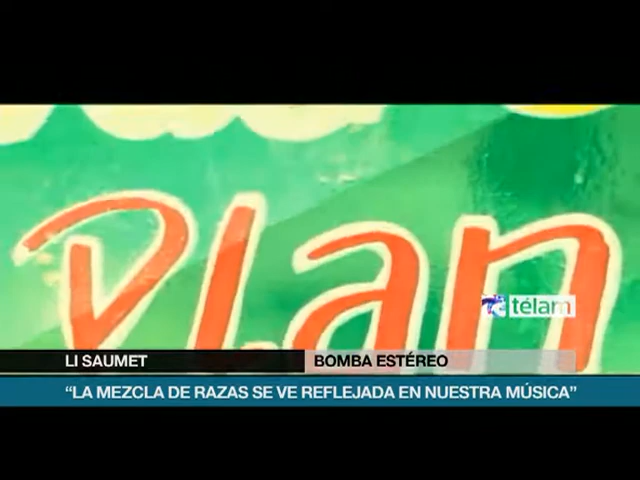 Plan
télam
LI SAUMET
BOMBA ESTÉREO
“LA MEZCLA DE RAZAS SE VE REFLEJADA EN NUESTRA MÚSICA”